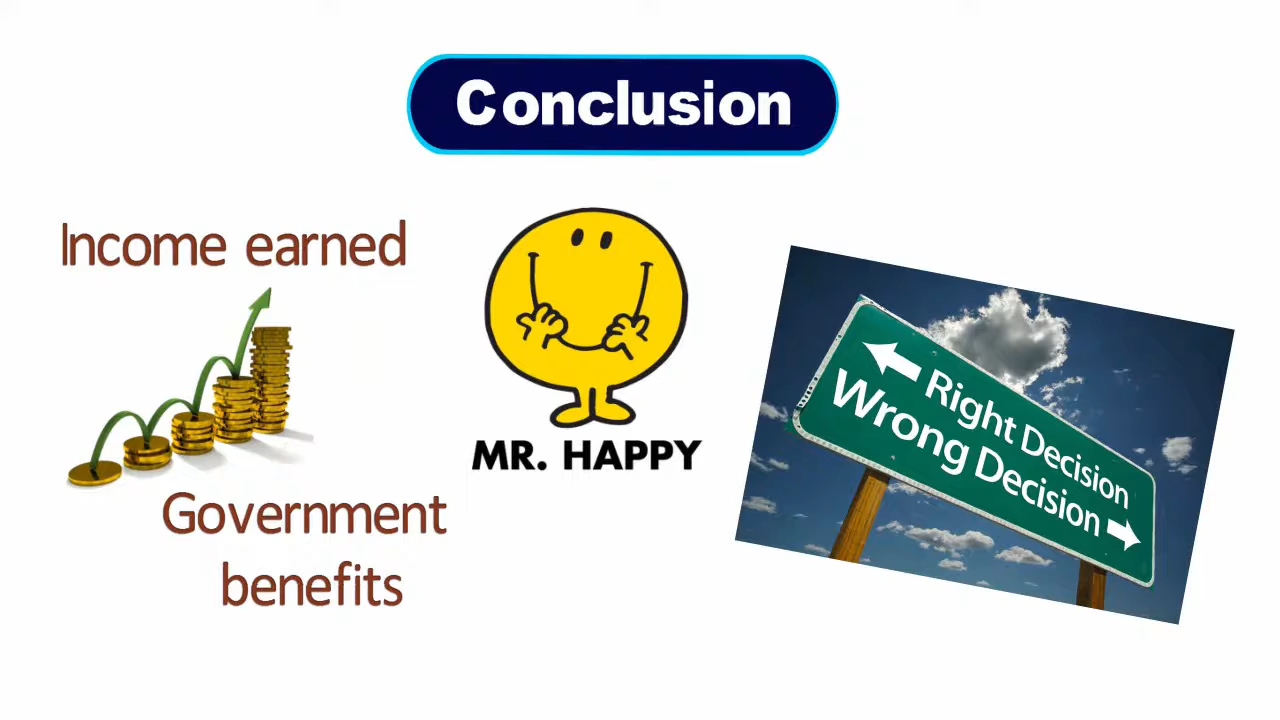 Conclusion
Income earned
Government
benefits
MR. HAPPY
Right Decision
Wrong Decision